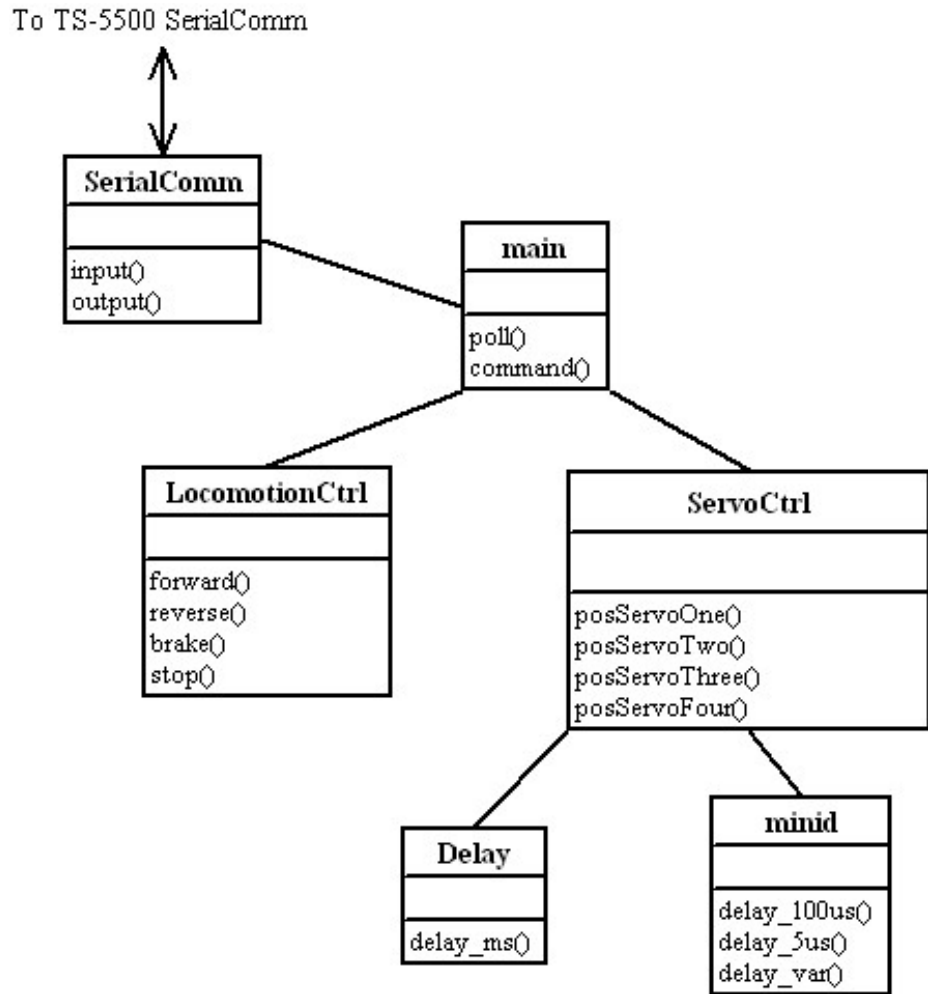 To TS-5500 SerialComm
SerialComm
input()
output()
main
poll()
command()
LocomotionCtrl
forward()
reverse()
brake()
stop()
ServoCtrl
posServoOne()
posServoTwo()
posServoThree()
posServoFour()
Delay
delay_ms()
minid
delay_100us()
delay_5us()
delay_var()